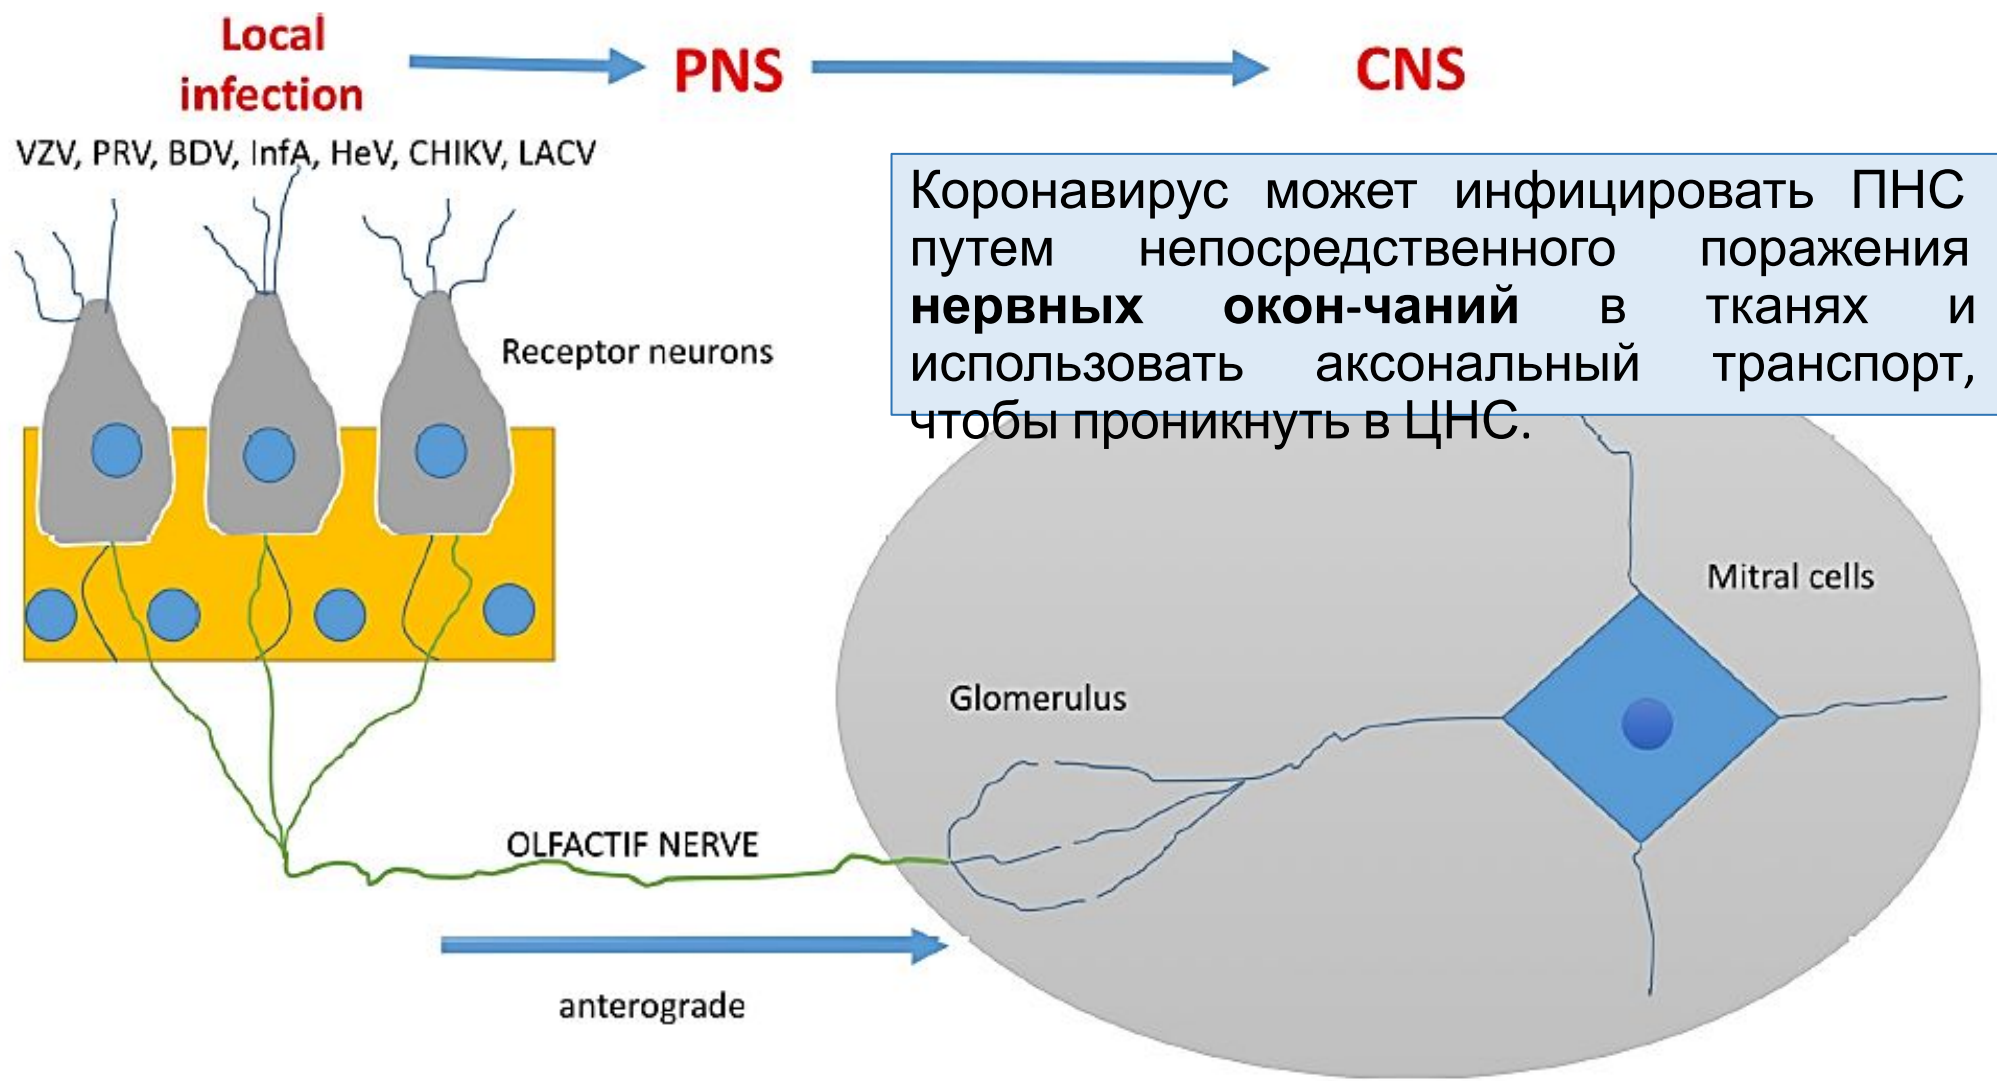 Local
infection
PNS
CNS
VZV, PRV, BDV, InfA, HeV, CHIKV, LACV
Коронавирус может инфицировать ПНС
путем непосредственного поражения
нервных окон-чаний в тканях и
использовать аксональный транспорт,
чтобы проникнуть в ЦНС.
Receptor neurons
Mitral cells
Glomerulus
OLFACTIF NERVE
anterograde